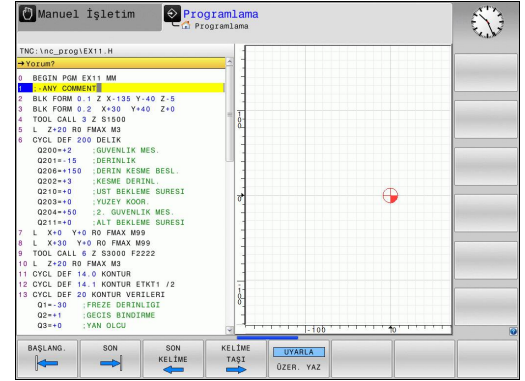 Manuel İşletim
Programlama
Programlama
TNC:\nc_prog\EX11.H
→Yorum?
0 BEGIN PGM EX11 MM
1 ;-ANY COMMENT
2 BLK FORM 0.1 Z X-135 Y-40 Z-5
3 BLK FORM 0.2 X+30 Y+40 Z+0
4 TOOL CALL 3 Z S1500
5 L Z+20 R0 FMAX M3
6 CYCL DEF 200 DELIK
Q200=+2 ;GUVENLIK MES.
Q201=-15 ;DERINLIK
Q206=+150 ;DERIN KESME BESL.
Q202=+3 ;KESME DERINL.
Q210=+0 ;UST BEKLEME SURESI
Q203=+0 ;YUZEY KOOR.
Q204=+50 ;2. GUVENLIK MES.
Q211=+0 ;ALT BEKLEME SURESI
7 L X+0 Y+0 R0 FMAX M99
8 L X+30 Y+0 R0 FMAX M99
9 TOOL CALL 6 Z S3000 F2222
10 L Z+20 R0 FMAX M3
11 CYCL DEF 14.0 KONTUR
12 CYCL DEF 14.1 KONTUR ETKT1 /2
13 CYCL DEF 20 KONTUR VERILERI
Q1=-30 ;FREZE DERINLIGI
Q2=+1 ;GECIS BINDIRME
Q3=+0 ;YAN OLCU
100
0
-100
-100
0
BAŞLANG.
SON
SON KELİME
KELİME TAŞI
UYARLA
ÜZER. YAZ